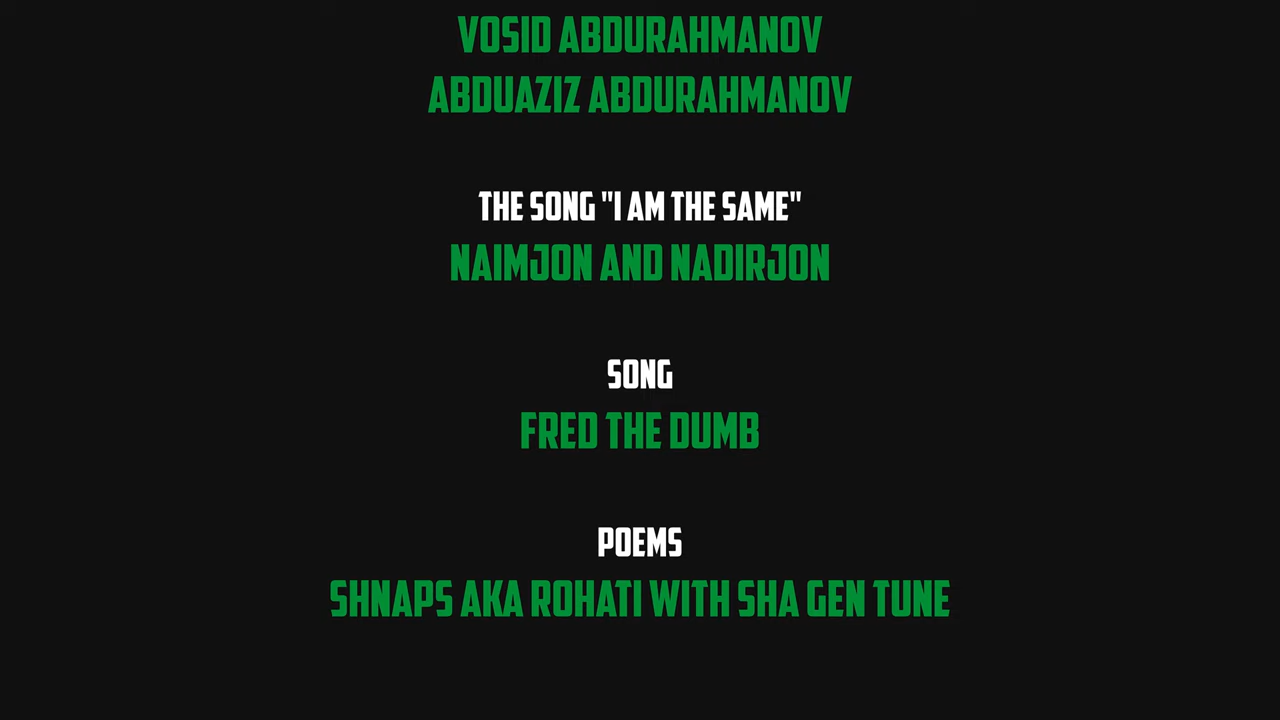 VOSID ABDURAHMANOV
ABDUAZIZ ABDURAHMANOV
THE SONG "I AM THE SAME"
NAIMJON AND NADIRJON
SONG
FRED THE DUMB
POEMS
SHNAPS AKA ROHATI WITH SHA GEN TUNE